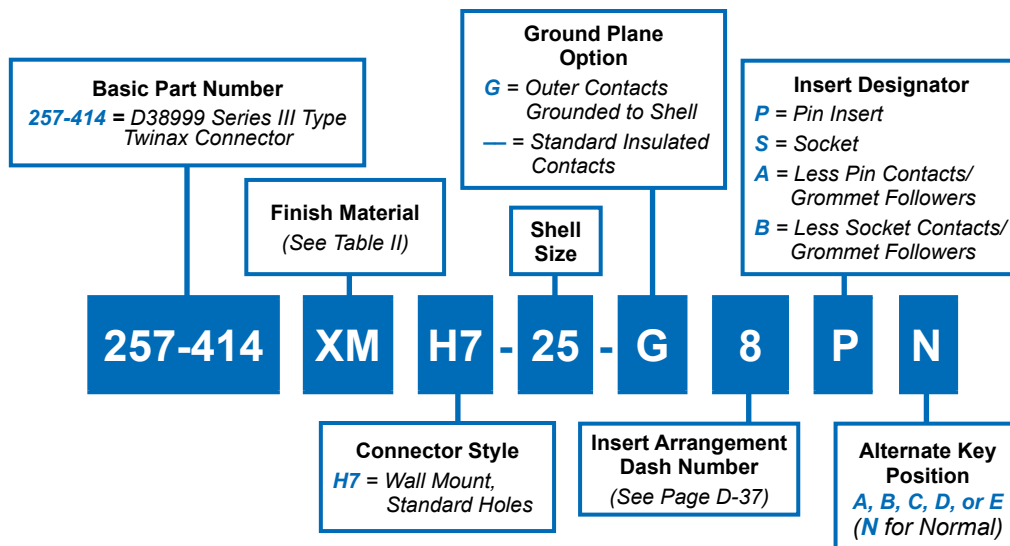 Basic Part Number
257-414 = D38999 Series III Type
Twinax Connector
Finish Material
(See Table II)
Ground Plane
Option
G = Outer Contacts
Grounded to Shell
— = Standard Insulated
Contacts
Shell
Size
Insert Designator
P = Pin Insert
S = Socket
A = Less Pin Contacts/
Grommet Followers
B = Less Socket Contacts/
Grommet Followers
257-414 XM H7 - 25 - G 8 P N
Connector Style
H7 = Wall Mount,
Standard Holes
Insert Arrangement
Dash Number
(See Page D-37)
Alternate Key
Position
A, B, C, D, or E
(N for Normal)